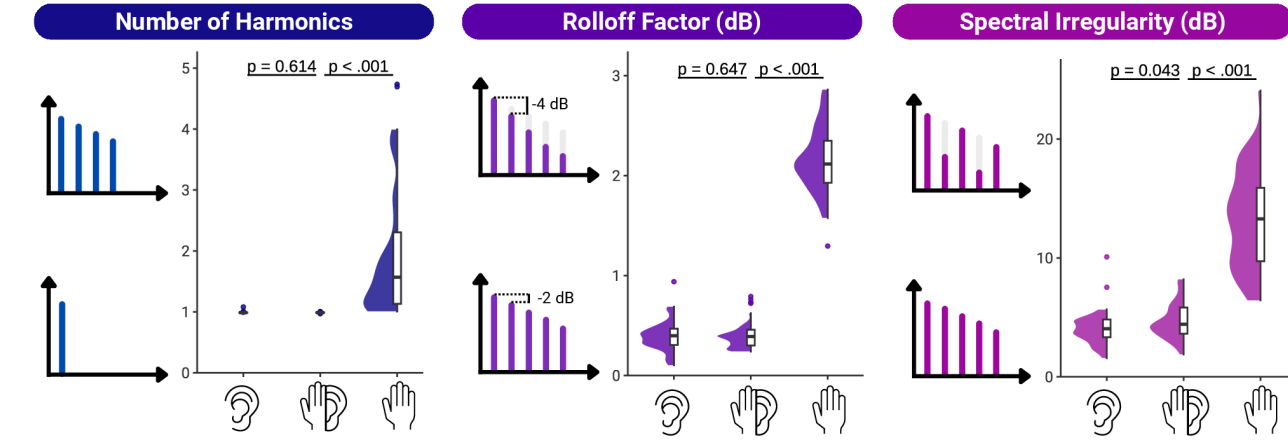 Number of Harmonics
p = 0.614
p < .001
5
4
3
2
1
0
Rolloff Factor (dB)
-4 dB
-2 dB
p = 0.647
p < .001
3
2
1
0
Spectral Irregularity (dB)
p = 0.043
p < .001
20
10
0